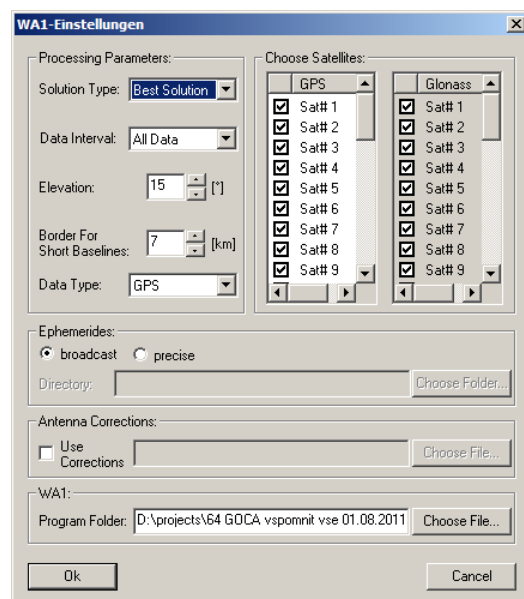 WA1-Einstellungen
Processing Parameters:
Solution Type: Best Solution
Data Interval: All Data
Elevation: 15 [°]
Border For
Short Baselines: 7 [km]
Data Type: GPS
Choose Satellites:
GPS
Sat# 1
Sat# 2
Sat# 3
Sat# 4
Sat# 5
Sat# 6
Sat# 7
Sat# 8
Sat# 9
Glonass
Sat# 1
Sat# 2
Sat# 3
Sat# 4
Sat# 5
Sat# 6
Sat# 7
Sat# 8
Sat# 9
Ephemerides:
broadcast precise
Directory: Choose Folder...
Antenna Corrections:
Use
Corrections
Choose File...
WA1:
Program Folder: D:\projects\64 GOCA vspomnit vse 01.08.2011 Choose File...
Ok Cancel